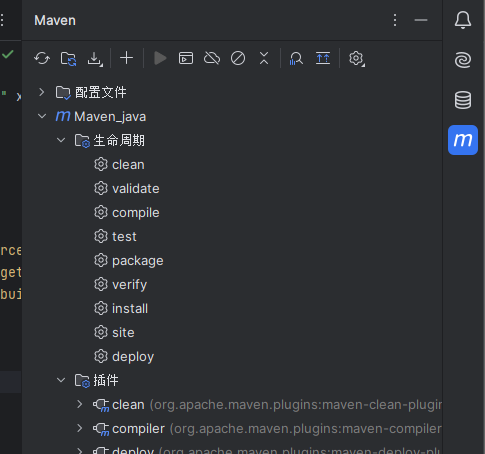 Maven
配置文件
" x
Maven_java
生命周期
clean
validate
compile
test
package
verify
rce
install
get
bui
site
deploy
插件
clean (org.apache.maven.plugins:maven-clean-plugin
compiler (org.apache.maven.plugins:maven-compiler
deploy (org.apache.maven.plugins:maven-deploy-pl